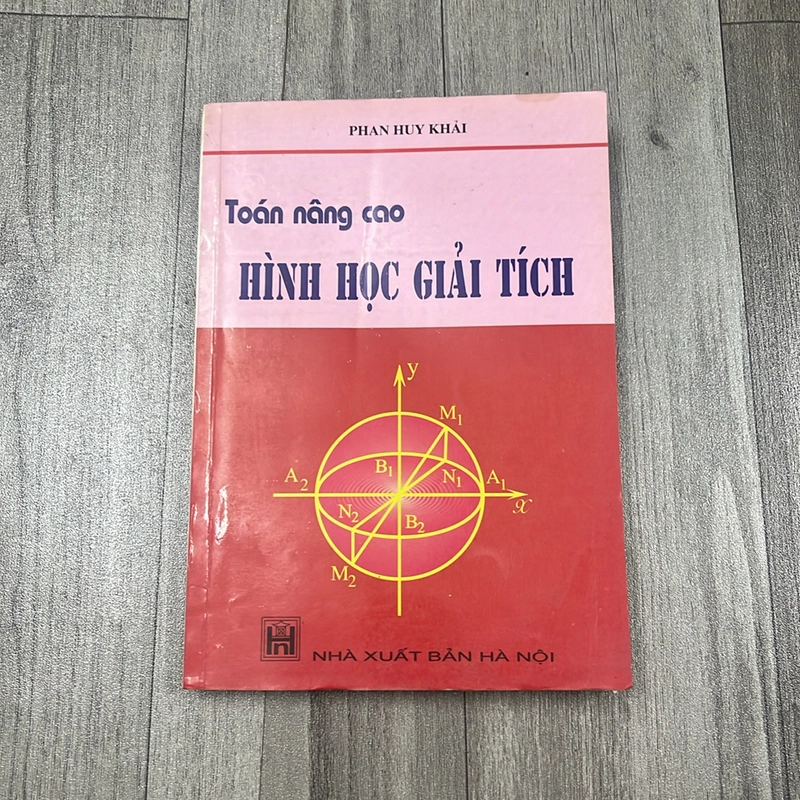 PHAN HUY KHẢI
Toán nâng cao
HÌNH HỌC GIẢI TÍCH
y
M1
B1
A2
N1
A1
x
N2
B2
M2
Hn
NHÀ XUẤT BẢN HÀ NỘI